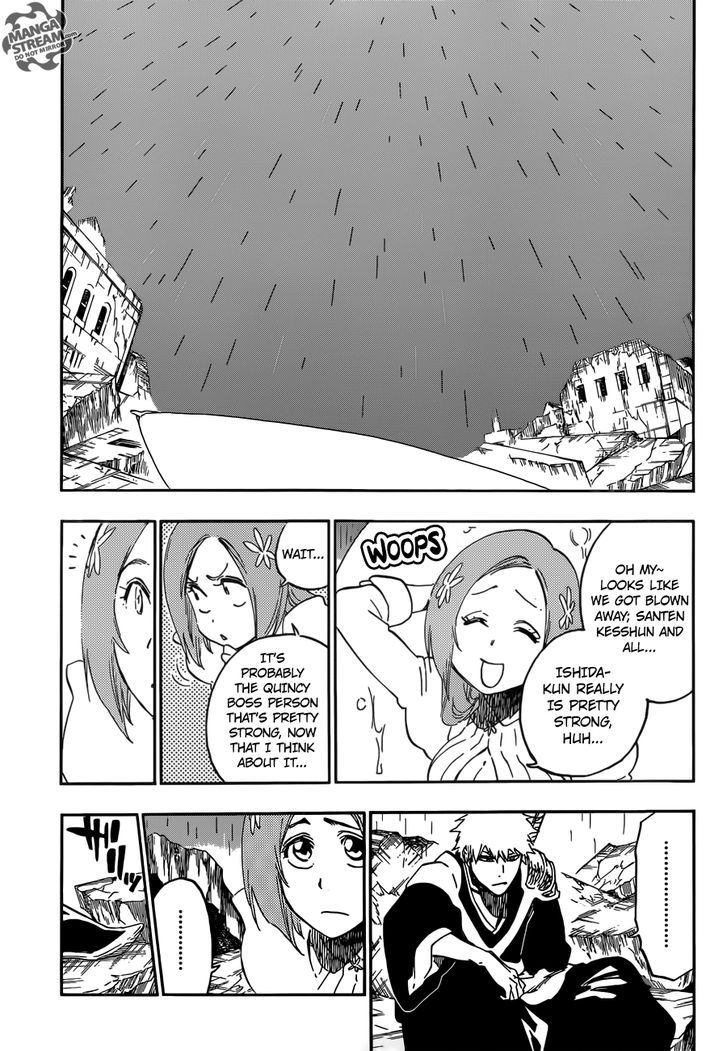 MANGA
STREAM.com
DO NOT MIRROR
OH MY~
LOOKS LIKE
WE GOT BLOWN
AWAY; SANTEN
KESSHUN AND
ALL...
ISHIDA-
KUN REALLY
IS PRETTY
STRONG,
HUH...
WOOPS
WAIT...
IT'S
PROBABLY
THE QUINCY
BOSS PERSON
THAT'S PRETTY
STRONG, NOW
THAT I THINK
ABOUT IT...
.........
.........